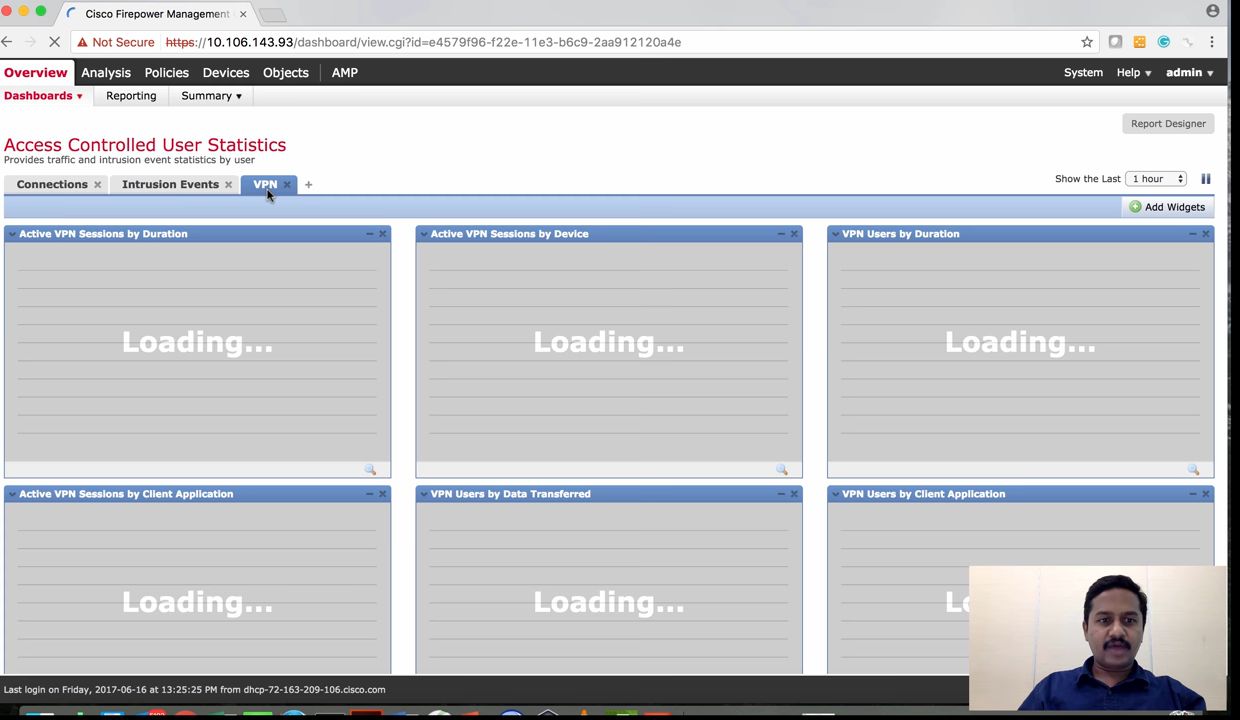 Cisco Firepower Management
Not Secure https://10.106.143.93/dashboard/view.cgi?id=e4579f96-f22e-11e3-b6c9-2aa912120a4e
Overview Analysis Policies Devices Objects AMP System Help admin
Dashboards Reporting Summary
Report Designer
Access Controlled User Statistics
Provides traffic and intrusion event statistics by user
Connections Intrusion Events VPN + Show the Last 1 hour
Add Widgets
Active VPN Sessions by Duration Active VPN Sessions by Device VPN Users by Duration
Loading... Loading... Loading...
Active VPN Sessions by Client Application VPN Users by Data Transferred VPN Users by Client Application
Loading... Loading...
Last login on Friday, 2017-06-16 at 13:25:25 PM from dhcp-72-163-209-106.cisco.com